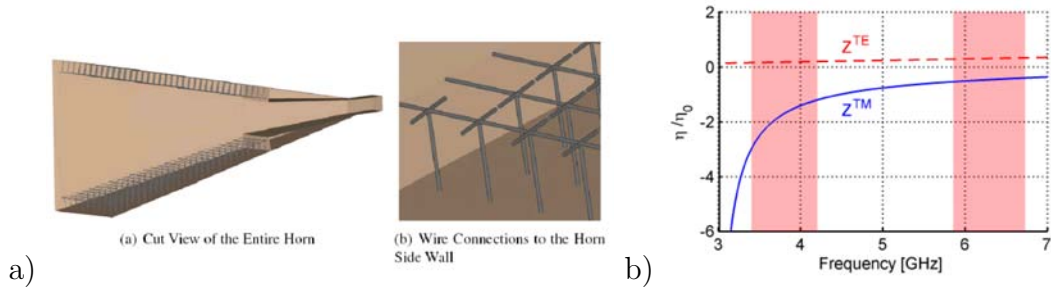 (a) Cut View of the Entire Horn
(b) Wire Connections to the Horn
Side Wall
a)
2
0
-2
-4
-6
η/η0
Z^TE
Z^TM
3
4
5
6
7
Frequency [GHz]
b)